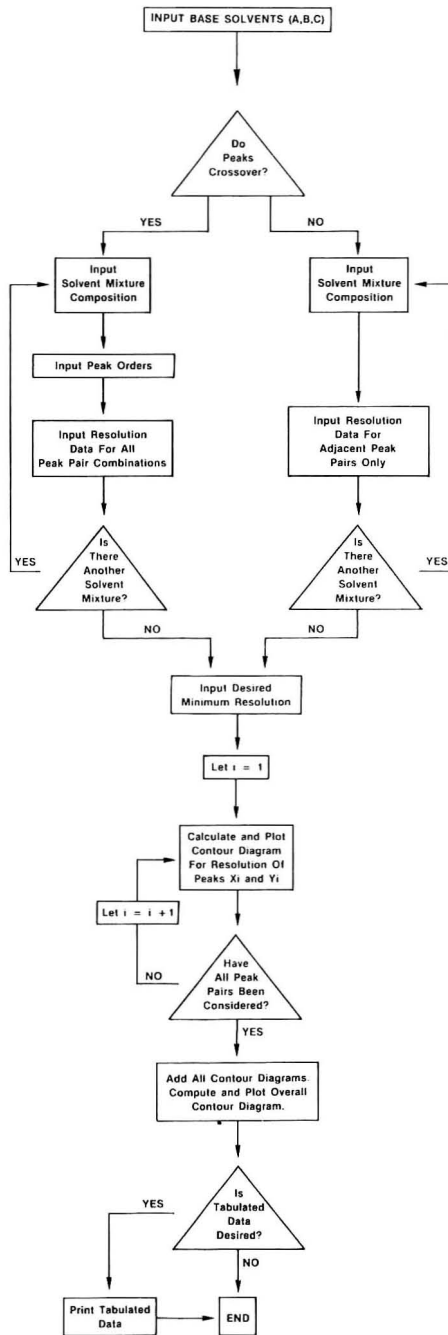 INPUT BASE SOLVENTS (A,B,C)
Do
Peaks
Crossover?
YES
NO
Input
Solvent Mixture
Composition
Input
Solvent Mixture
Composition
Input Peak Orders
Input Resolution
Data For All
Peak Pair Combinations
Input Resolution
Data For
Adjacent Peak
Pairs Only
YES
Is
There
Another
Solvent
Mixture?
Is
There
Another
Solvent
Mixture?
YES
NO
NO
Input Desired
Minimum Resolution
Let i = 1
Calculate and Plot
Contour Diagram
For Resolution Of
Peaks Xi and Yi
Let i = i + 1
NO
Have
All Peak
Pairs Been
Considered?
YES
Add All Contour Diagrams.
Compute and Plot Overall
Contour Diagram.
YES
Is
Tabulated
Data
Desired?
NO
Print Tabulated
Data
END